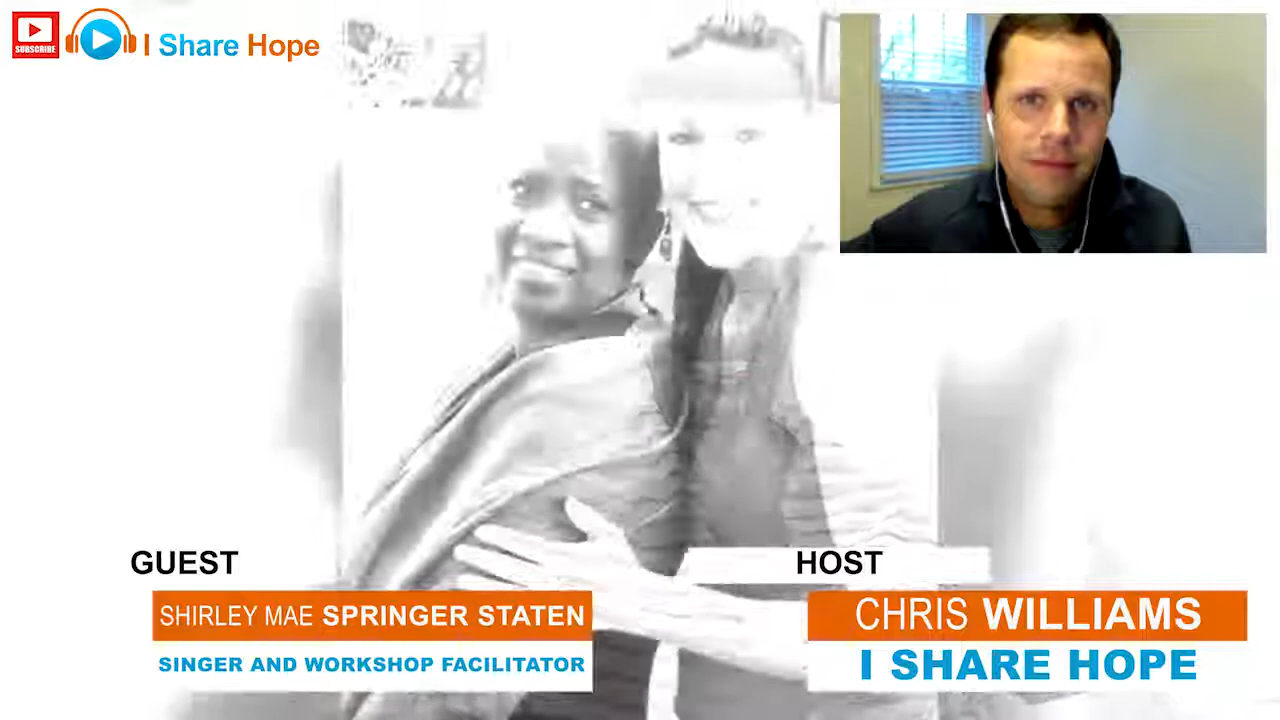 SUBSCRIBE
I Share Hope
GUEST
SHIRLEY MAE SPRINGER STATEN
SINGER AND WORKSHOP FACILITATOR
HOST
CHRIS WILLIAMS
I SHARE HOPE